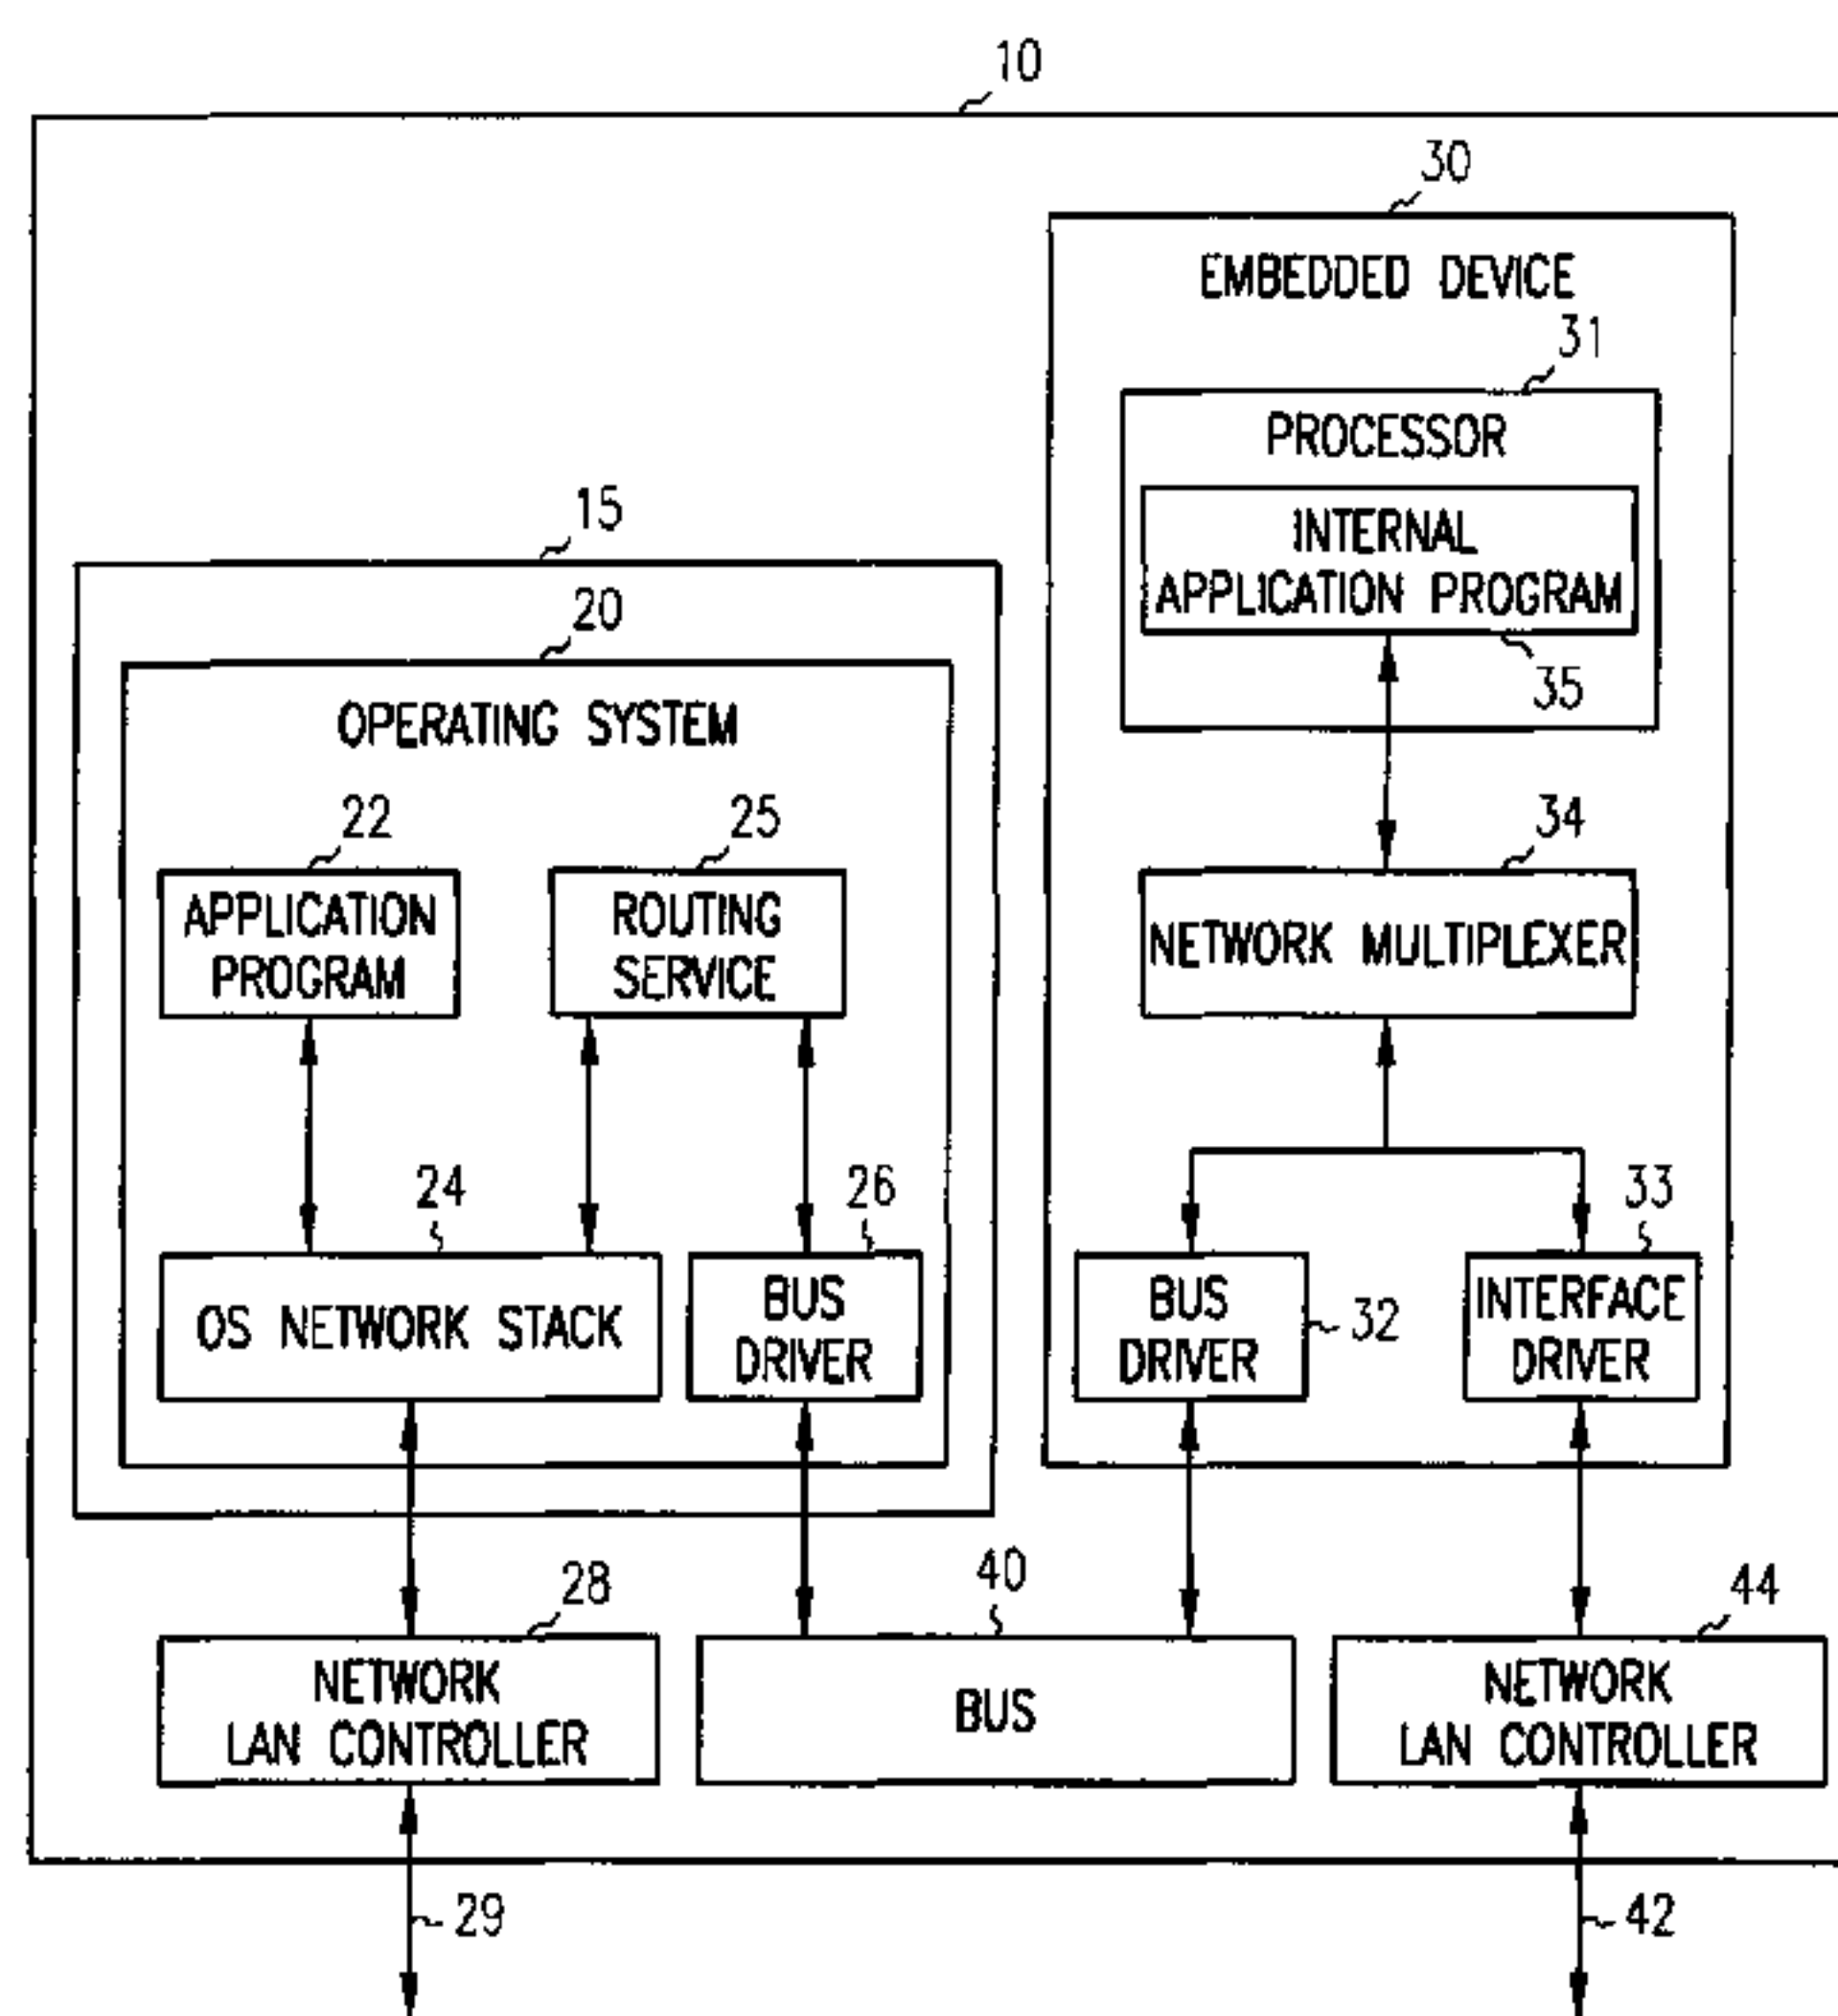 10
30
EMBEDDED DEVICE
31
PROCESSOR
INTERNAL
APPLICATION PROGRAM
35
15
20
OPERATING SYSTEM
22
25
34
APPLICATION
PROGRAM
ROUTING
SERVICE
NETWORK MULTIPLEXER
24
26
33
OS NETWORK STACK
BUS
DRIVER
BUS
DRIVER
32
INTERFACE
DRIVER
28
40
44
NETWORK
LAN CONTROLLER
BUS
NETWORK
LAN CONTROLLER
29
42